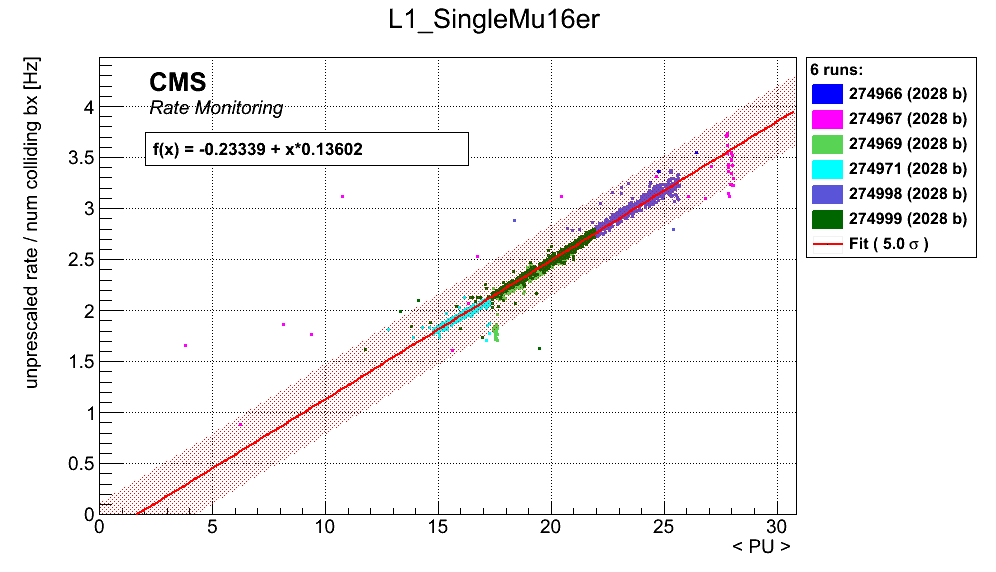 L1_SingleMu16er
unprescaled rate / num colliding bx [Hz]
CMS
Rate Monitoring
f(x) = -0.23339 + x*0.13602
4
3.5
3
2.5
2
1.5
1
0.5
0
0 5 10 15 20 25 30
< PU >
6 runs:
274966 (2028 b)
274967 (2028 b)
274969 (2028 b)
274971 (2028 b)
274998 (2028 b)
274999 (2028 b)
Fit ( 5.0 σ )